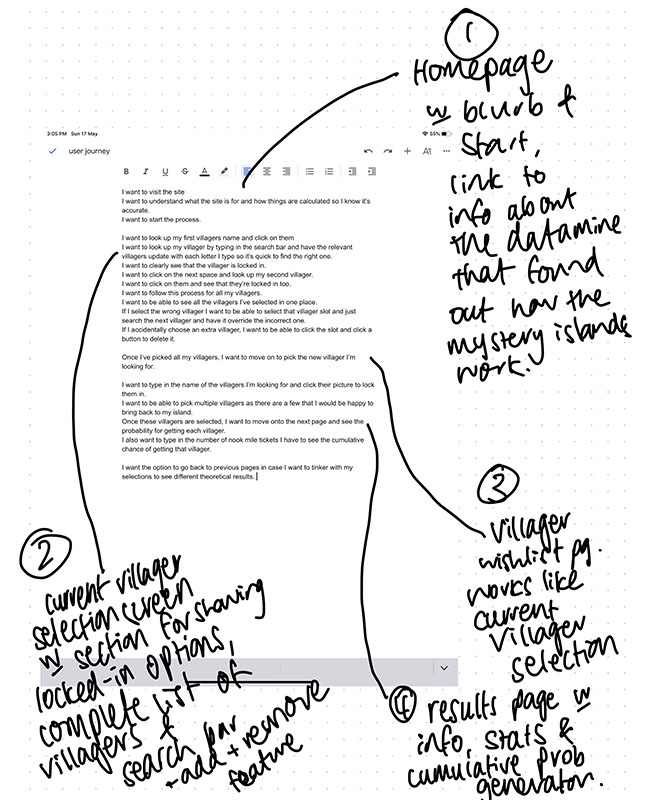 1
Homepage
w blurb &
start,
link to
info about
the datamine
that found
out how the
mystery islands
work.
3:05 PM Sun 17 May
55%
user journey
B I U S A
I want to visit the site
I want to understand what the site is for and how things are calculated so I know it's
accurate.
I want to start the process.
I want to look up my first villagers name and click on them
I want to look up my villager by typing in the search bar and have the relevant
villagers update with each letter I type so it's quick to find the right one.
I want to clearly see that the villager is locked in.
I want to click on the next space and look up my second villager.
I want to click on them and see that they're locked in too.
I want to follow this process for all my villagers.
I want to be able to see all the villagers I've selected in one place.
If I select the wrong villager I want to be able to select that villager slot and just
search the next villager and have it override the incorrect one.
If I accidentally choose an extra villager, I want to be able to click the slot and click a
button to delete it.
Once I've picked all my villagers, I want to move on to pick the new villager I'm
looking for.
I want to type in the name of the villagers I'm looking for and click their picture to lock
them in.
I want to be able to pick multiple villagers as there are a few that I would be happy to
bring back to my island.
Once these villagers are selected, I want to move onto the next page and see the
probability for getting each villager.
I also want to type in the number of nook mile tickets I have to see the cumulative
chance of getting that villager.
I want the option to go back to previous pages in case I want to tinker with my
selections to see different theoretical results.
2
current villager
selection screen
w section for showing
locked-in options,
complete list of
villagers &
search bar
+ add + remove
feature
3
villager
wishlist pg.
works like
current
villager
selection
4 results page w
info, stats &
cumulative prob
generator.